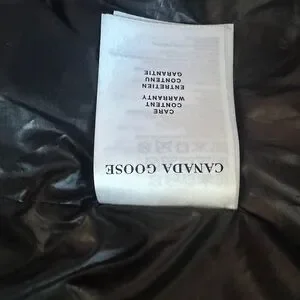 CANADA GOOSE
CARE
CONTENT
WARRANTY
ENTRETIEN
CONTENU
GARANTIE